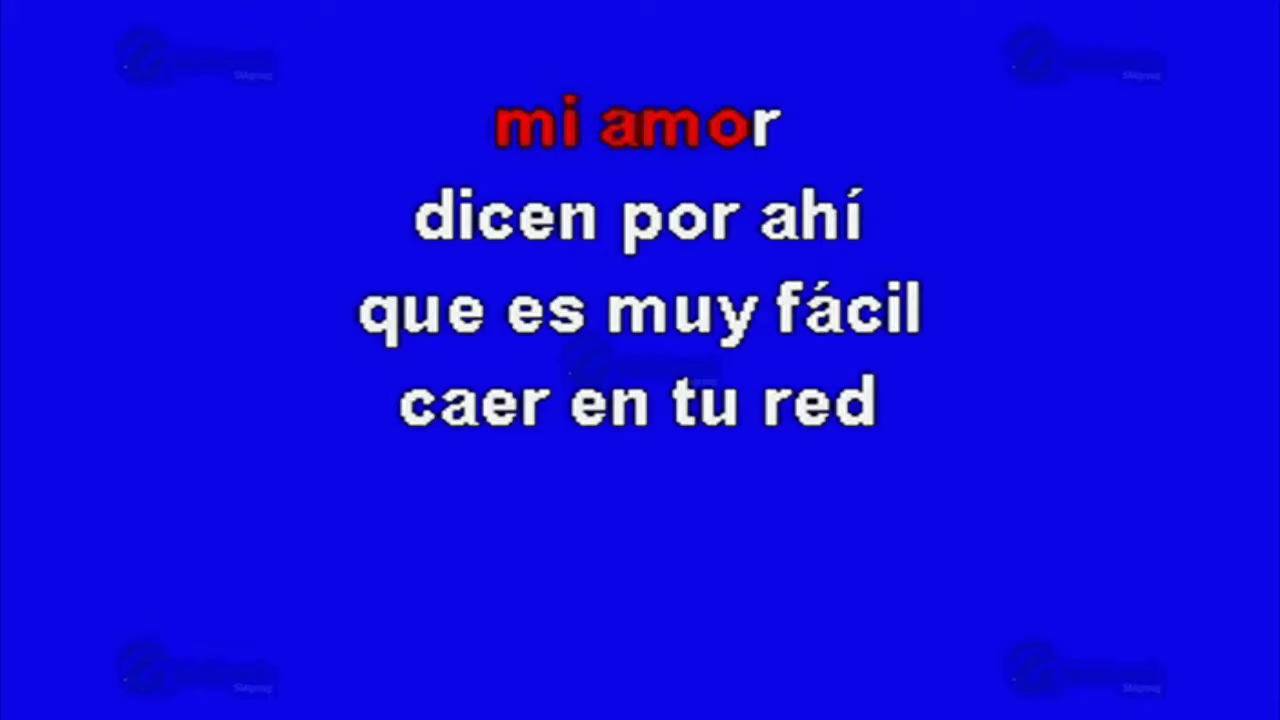 mi amor
dicen por ahí
que es muy fácil
caer en tu red